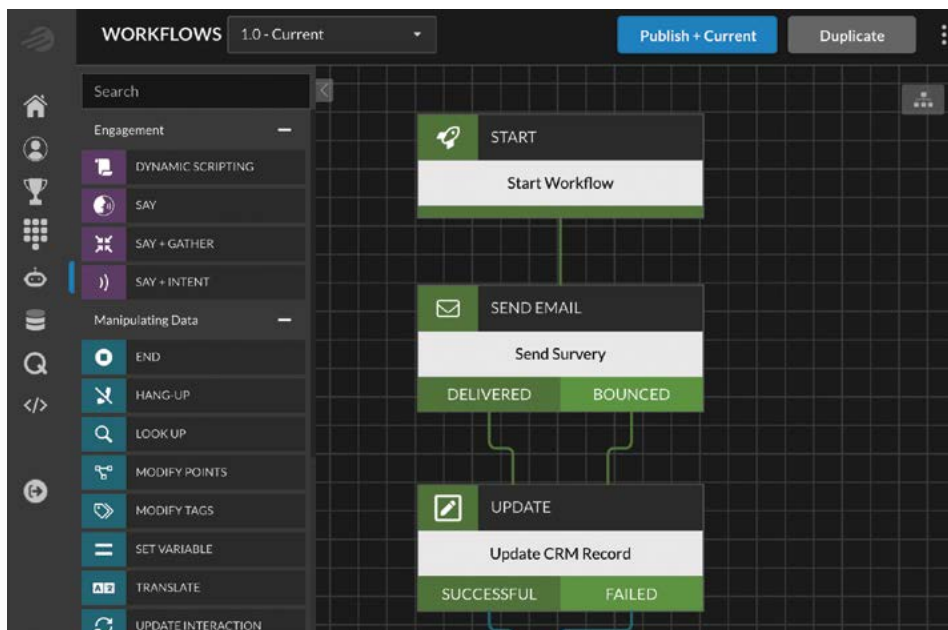 WORKFLOWS
1.0 - Current
Publish + Current
Duplicate
Search
Engagement
DYNAMIC SCRIPTING
SAY
SAY + GATHER
SAY + INTENT
Manipulating Data
END
HANG-UP
LOOK UP
MODIFY POINTS
MODIFY TAGS
SET VARIABLE
TRANSLATE
UPDATE INTERACTION
START
Start Workflow
SEND EMAIL
Send Survery
DELIVERED
BOUNCED
UPDATE
Update CRM Record
SUCCESSFUL
FAILED